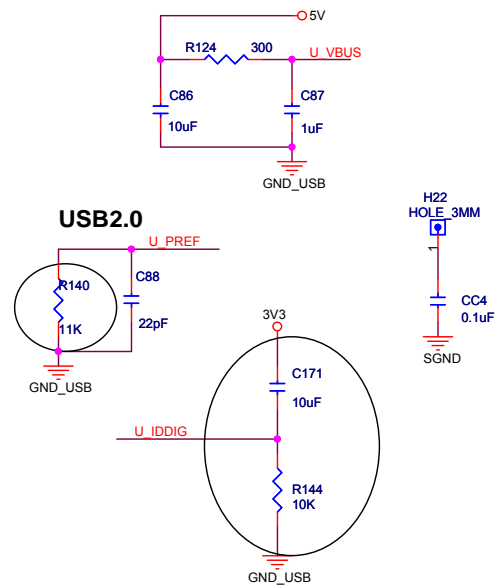 5V
R124 300 U_VBUS
C86 C87
10uF 1uF
GND_USB
H22
HOLE_3MM
1
USB2.0
U_PREF
R140 C88
11K 22pF
GND_USB
CC4
0.1uF
SGND
3V3
C171
10uF
U_IDDIG
R144
10K
GND_USB